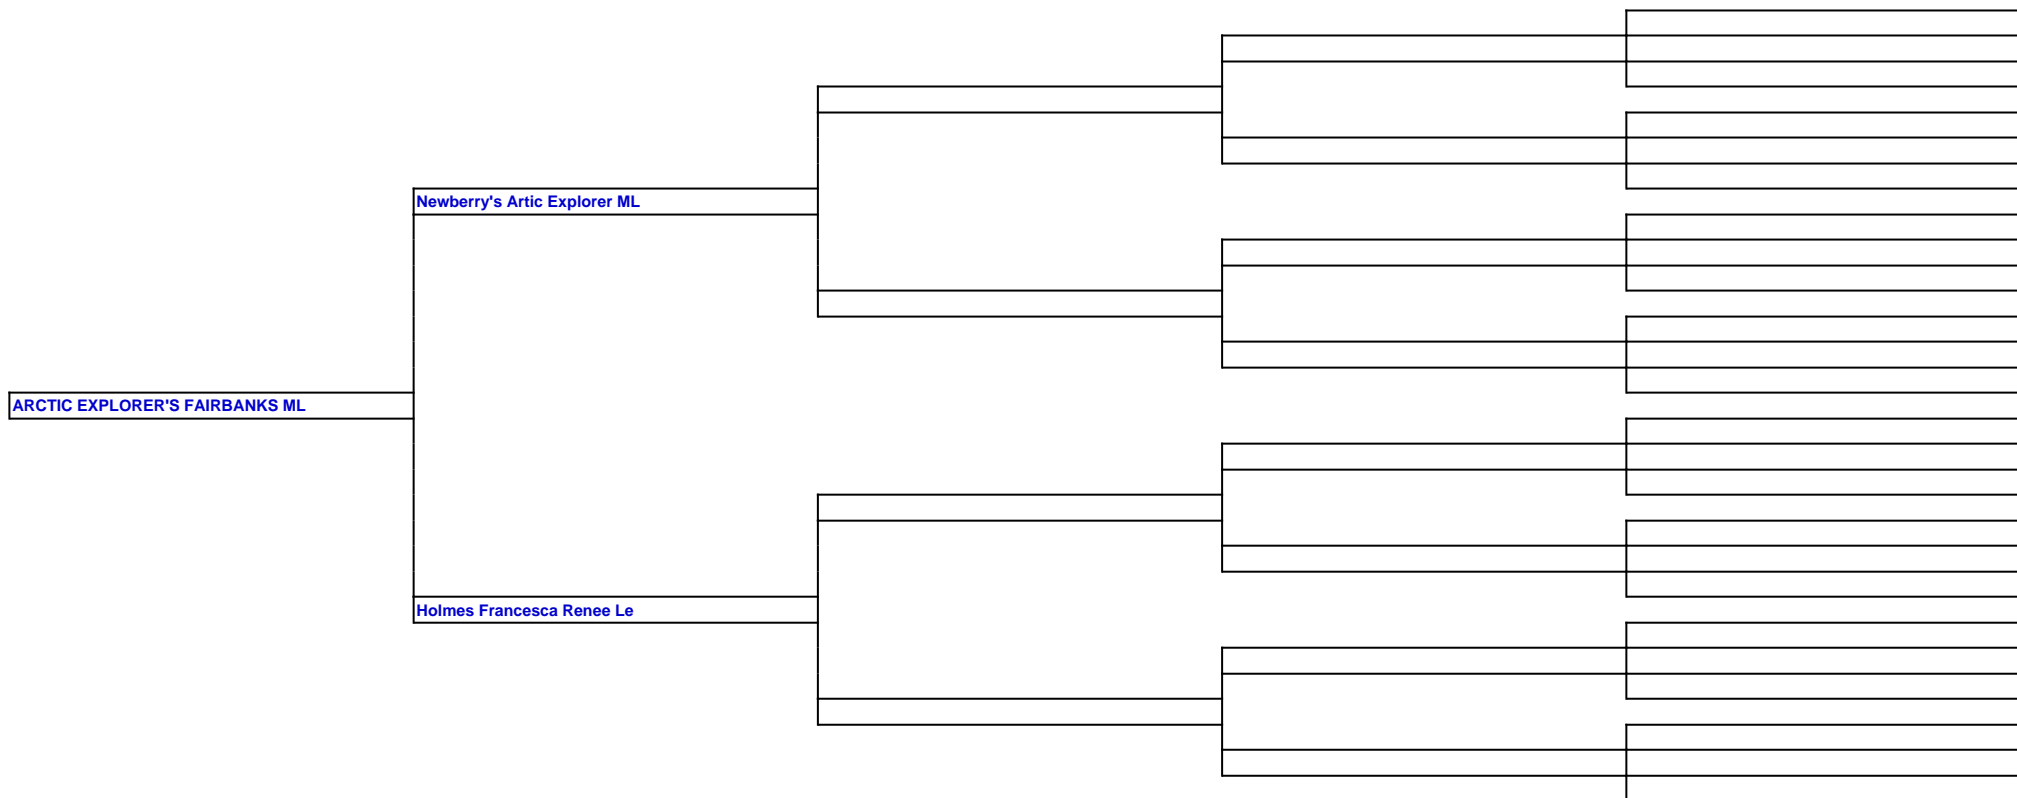 Newberry's Artic Explorer ML
ARCTIC EXPLORER'S FAIRBANKS ML
Holmes Francesca Renee Le